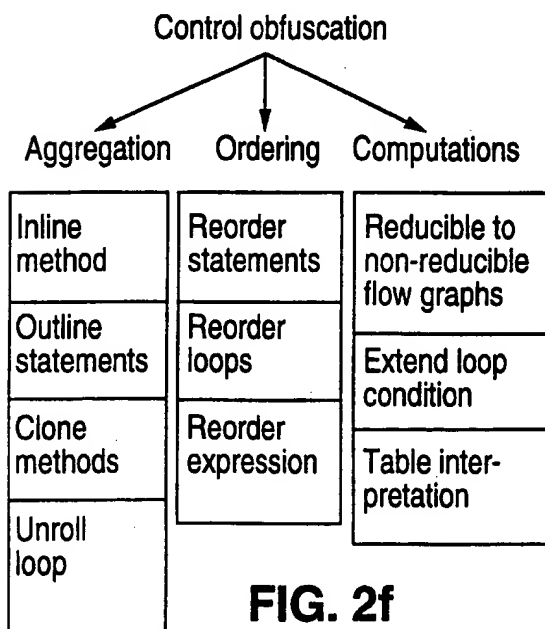 Control obfuscation
Aggregation
Ordering
Computations
Inline
method
Outline
statements
Clone
methods
Unroll
loop
Reorder
statements
Reorder
loops
Reorder
expression
Reducible to
non-reducible
flow graphs
Extend loop
condition
Table inter-
pretation
FIG. 2f